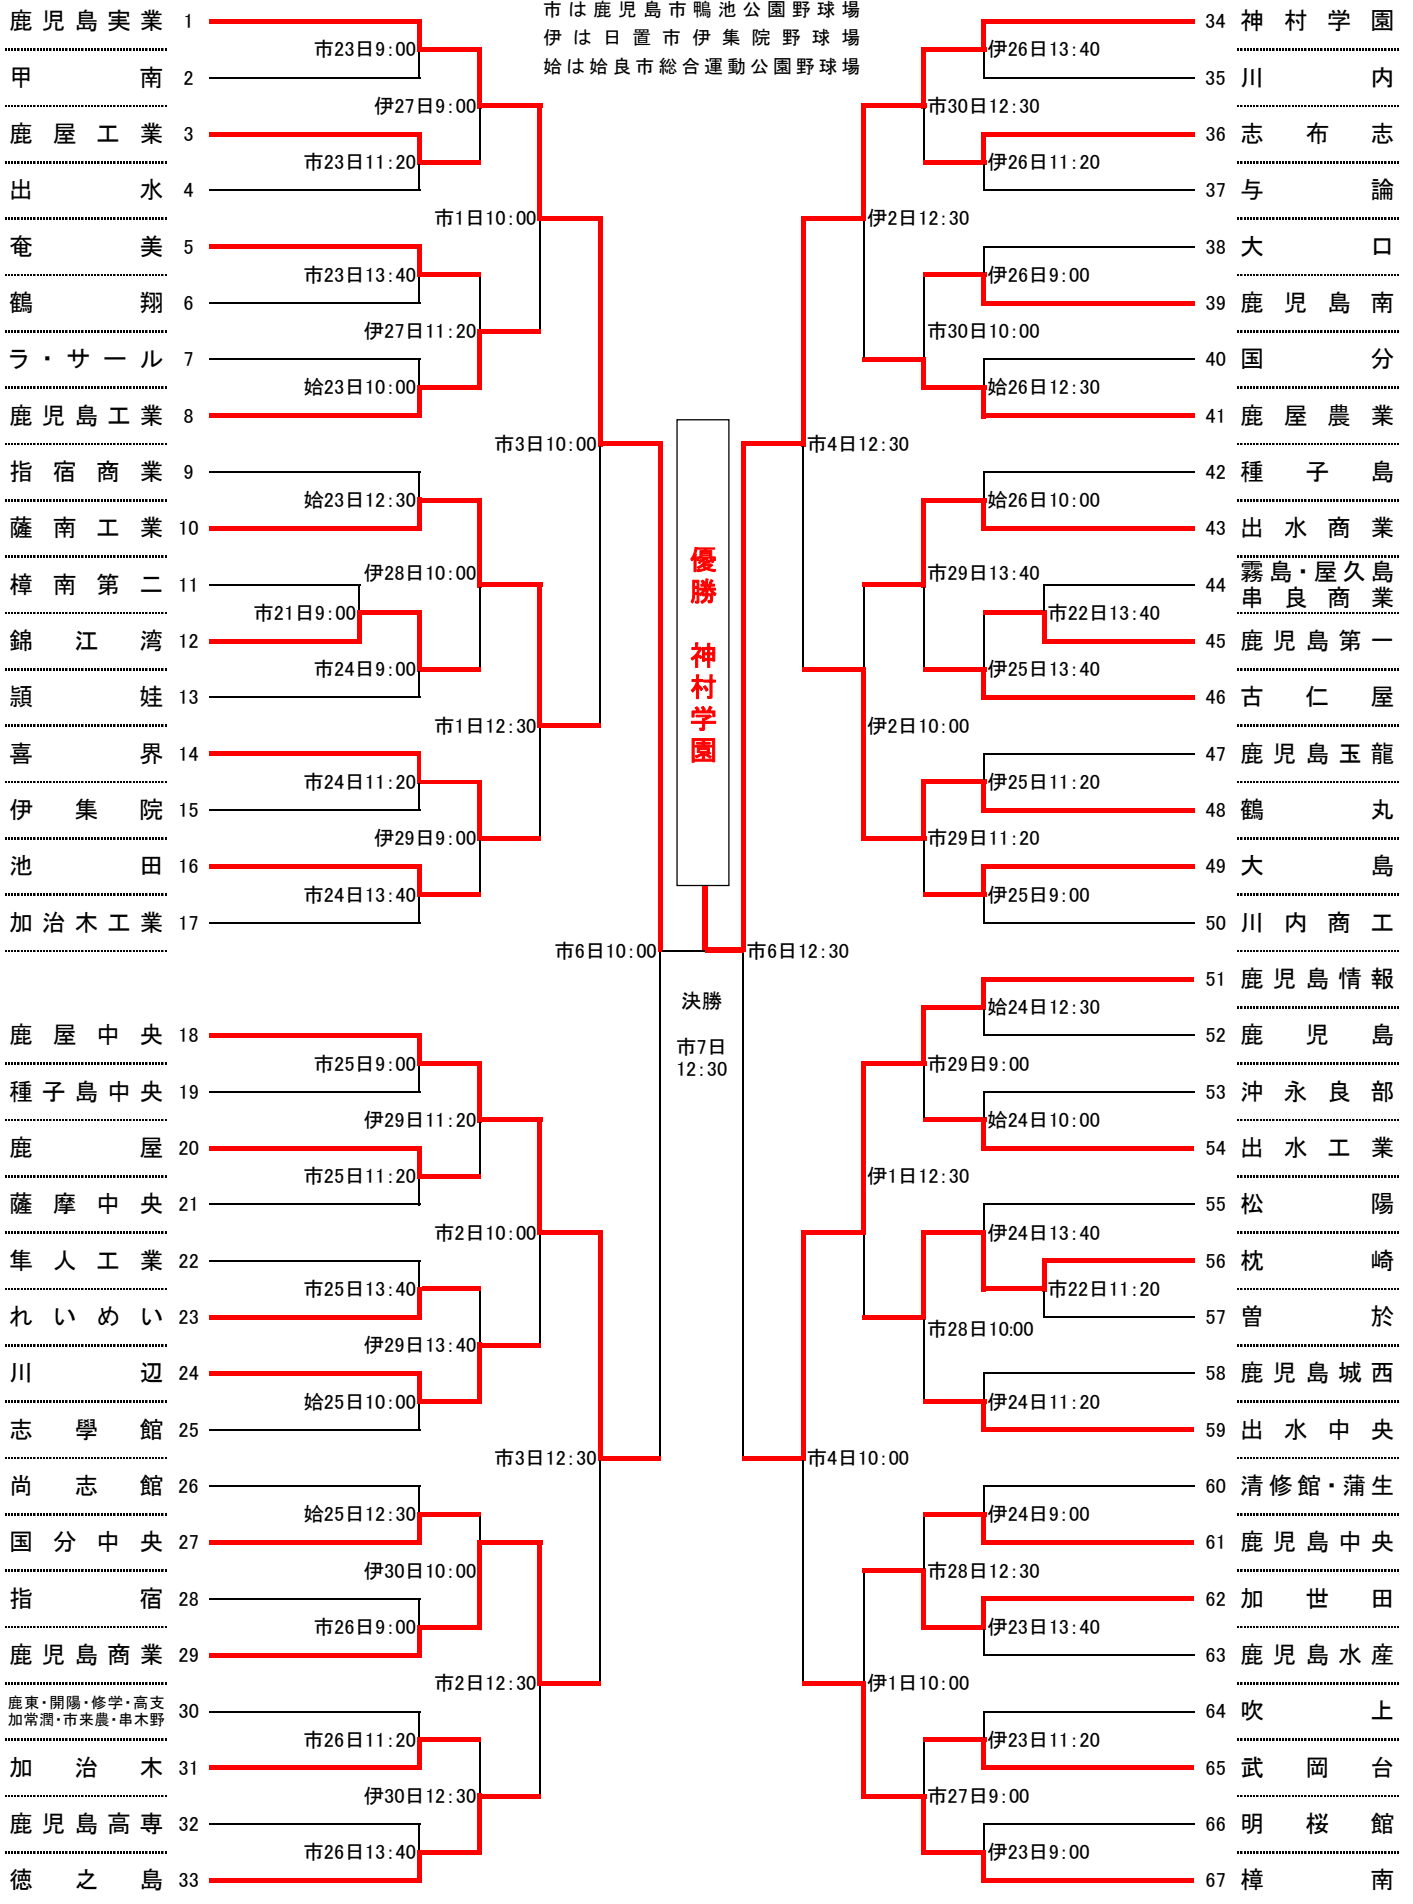 市は鹿児島市鴨池公園野球場
伊は日置市伊集院野球場
始は姶良市総合運動公園野球場
鹿児島実業 1
市23日9:00
甲南 2
伊27日9:00
鹿屋工業 3
市23日11:20
出水 4
市1日10:00
奄美 5
市23日13:40
鶴翔 6
伊27日11:20
ラ・サール 7
始23日10:00
鹿児島工業 8
市3日10:00
指宿商業 9
始23日12:30
薩南工業 10
伊28日10:00
樟南第二 11
市21日9:00
錦江湾 12
市24日9:00
頴娃 13
市1日12:30
喜界 14
市24日11:20
伊集院 15
伊29日9:00
池田 16
市24日13:40
加治木工業 17
市6日10:00
鹿屋中央 18
市25日9:00
種子島中央 19
伊29日11:20
鹿屋 20
市25日11:20
薩摩中央 21
市2日10:00
隼人工業 22
市25日13:40
れいめい 23
伊29日13:40
川辺 24
始25日10:00
志學館 25
市3日12:30
尚志館 26
始25日12:30
国分中央 27
伊30日10:00
指宿 28
市26日9:00
鹿児島商業 29
市2日12:30
鹿東・開陽・修学・高支
加常潤・市来農・串木野 30
市26日11:20
加治木 31
伊30日12:30
鹿児島高専 32
市26日13:40
徳之島 33
優勝 神村学園
決勝
市7日
12:30
34 神村学園
伊26日13:40
35 川内
市30日12:30
36 志布志
伊26日11:20
37 与論
伊2日12:30
38 大口
伊26日9:00
39 鹿児島南
市30日10:00
40 国分
始26日12:30
41 鹿屋農業
市4日12:30
42 種子島
始26日10:00
43 出水商業
市29日13:40
44 霧島・屋久島
串良商業
市22日13:40
45 鹿児島第一
伊25日13:40
46 古仁屋
伊2日10:00
47 鹿児島玉龍
伊25日11:20
48 鶴丸
市29日11:20
49 大島
伊25日9:00
50 川内商工
市6日12:30
51 鹿児島情報
始24日12:30
52 鹿児島
市29日9:00
53 沖永良部
始24日10:00
54 出水工業
伊1日12:30
55 松陽
伊24日13:40
56 枕崎
市22日11:20
57 曽於
市28日10:00
58 鹿児島城西
伊24日11:20
59 出水中央
市4日10:00
60 清修館・蒲生
伊24日9:00
61 鹿児島中央
市28日12:30
62 加世田
伊23日13:40
63 鹿児島水産
伊1日10:00
64 吹上
伊23日11:20
65 武岡台
市27日9:00
66 明桜館
伊23日9:00
67 樟南